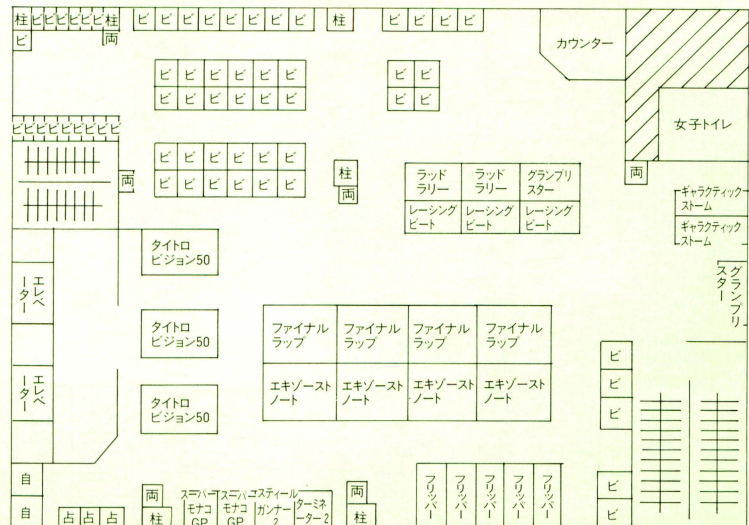 柱ビビビビビビ柱
ビビビビビビビ
柱
ビビビビ
ビ
両
カウンター
ビビビビビビ
ビビビビビビ
ビビ
ビビ
女子トイレ
ビビビビビビビビビ
ビビビビビビ
ビビビビビビ
両
柱
両
両
ラッド
ラリー
ラッド
ラリー
グランプリ
スター
レーシング
ビート
レーシング
ビート
レーシング
ビート
ギャラクティック
ストーム
ギャラクティック
ストーム
グランプリ
スター
エレベ
ーター
エレベ
ーター
タイトロ
ビジョン50
タイトロ
ビジョン50
タイトロ
ビジョン50
ファイナル
ラップ
ファイナル
ラップ
ファイナル
ラップ
ファイナル
ラップ
エキゾースト
ノート
エキゾースト
ノート
エキゾースト
ノート
エキゾースト
ノート
ビ
ビ
ビ
ビ
ビ
自
自
占占占
両
柱
スーパー
モナコ
GP
スーパー
モナコ
GP
スティール
ガンナー
2
ターミネ
ーター2
両
柱
フリッパー
フリッパー
フリッパー
フリッパー
フリッパー